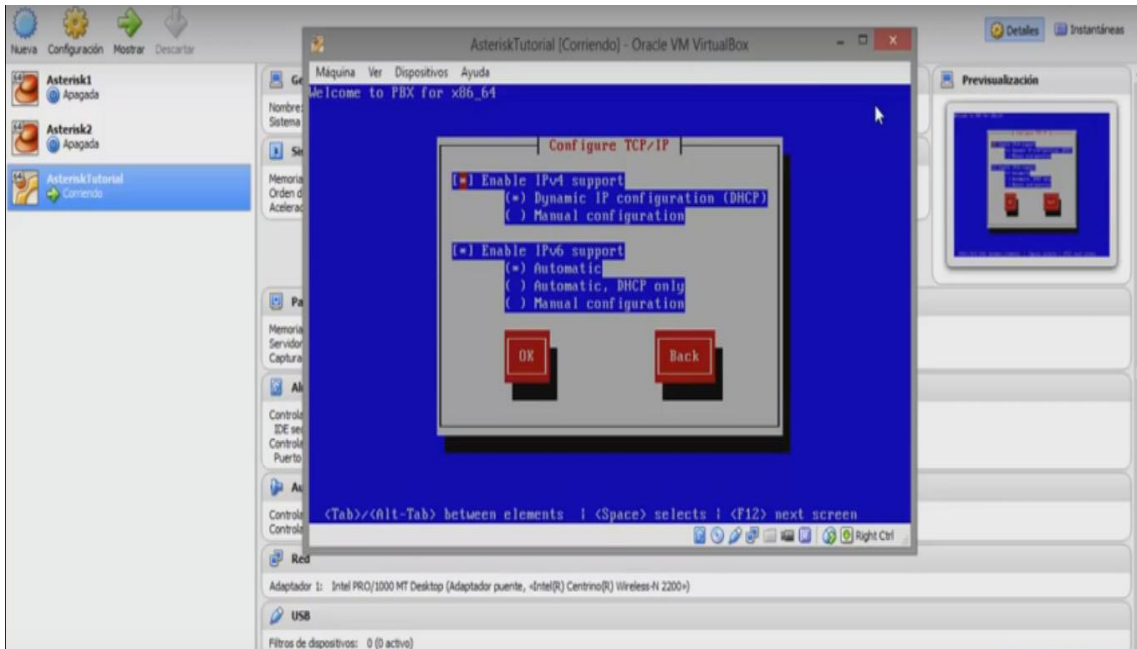 Nueva Configuración Mostrar Descartar
Detalles Instantáneas
Asterisk1
Apagada
Asterisk2
Apagada
AsteriskTutorial
Corriendo
AsteriskTutorial [Corriendo] - Oracle VM VirtualBox
Máquina Ver Dispositivos Ayuda
Welcome to PBX for x86_64
Configure TCP/IP
[*] Enable IPv4 support
(*) Dynamic IP configuration (DHCP)
( ) Manual configuration
[*] Enable IPv6 support
(*) Automatic
( ) Automatic, DHCP only
( ) Manual configuration
OK Back
<Tab>/<Alt-Tab> between elements | <Space> selects | <F12> next screen
Right Ctrl
Previsualización
Ge
Nombre:
Sistema
Memoria
Orden d
Acelerac
Pa
Memoria
Servidor
Captura
Controla
IDE se
Controla
Puerto
Au
Controla
Controla
Red
Adaptador 1: Intel PRO/1000 MT Desktop (Adaptador puente, «Intel(R) Centrino(R) Wireless-N 2200»)
USB
Filtros de dispositivos: 0 (0 activo)